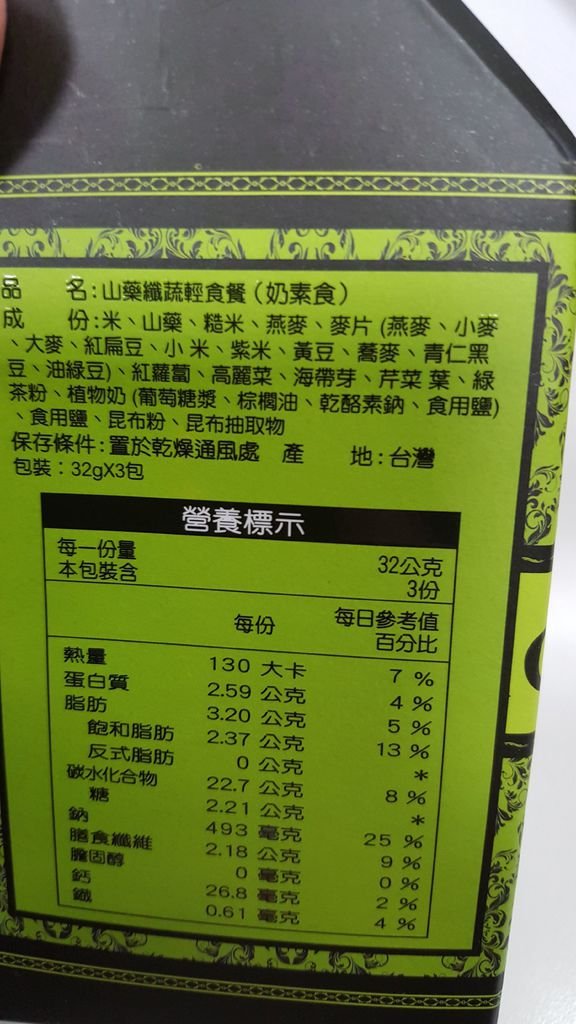 品 名:山藥纖蔬輕食餐(奶素食)
成 份:米、山藥、糙米、燕麥、麥片(燕麥、小麥
、大麥、紅扁豆、小米、紫米、黃豆、蕎麥、青仁黑
豆、油綠豆)、紅蘿蔔、高麗菜、海帶芽、芹菜葉、綠
茶粉、植物奶(葡萄糖漿、棕櫚油、乾酪素鈉、食用鹽)
、食用鹽、昆布粉、昆布抽取物
保存條件:置於乾燥通風處 產 地:台灣
包裝:32gX3包
營養標示
每一份量 32公克
本包裝含 3份
每份 每日參考值
百分比
熱量 130 大卡 7 %
蛋白質 2.59 公克 4 %
脂肪 3.20 公克 5 %
飽和脂肪 2.37 公克 13 %
反式脂肪 0 公克 *
碳水化合物 22.7 公克 8 %
糖 2.21 公克 *
鈉 493 毫克 25 %
膳食纖維 2.18 公克 9 %
膽固醇 0 毫克 0 %
鈣 26.8 毫克 2 %
鐵 0.61 毫克 4 %